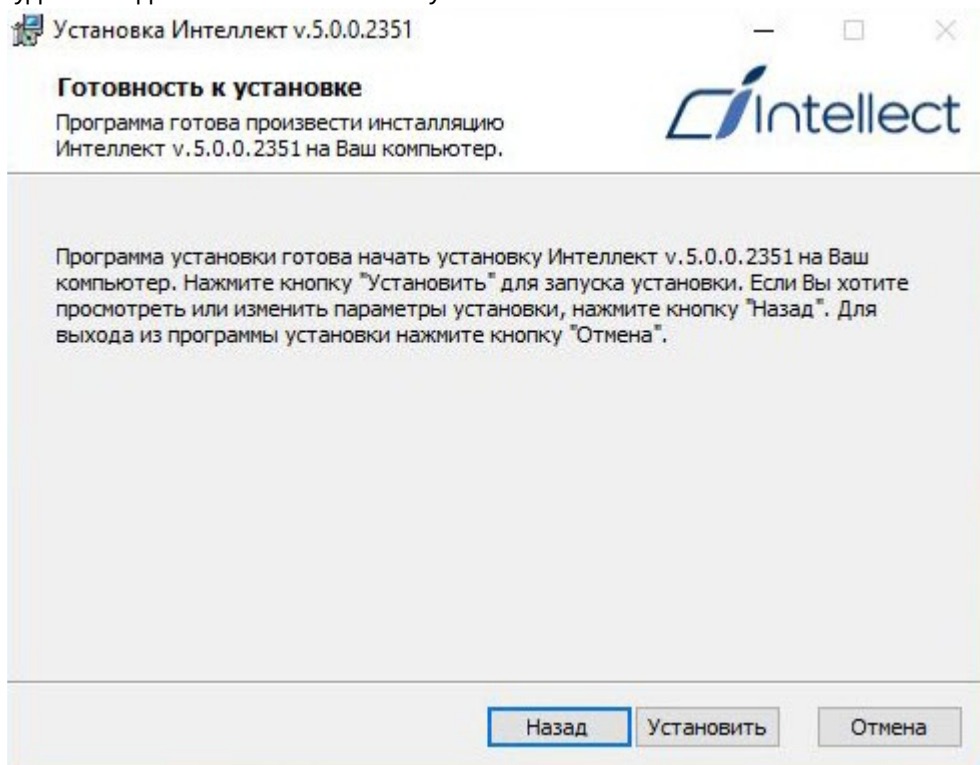 Установка Интеллект v.5.0.0.2351
Готовность к установке
Программа готова произвести инсталляцию
Интеллект v.5.0.0.2351 на Ваш компьютер.
Intellect
Программа установки готова начать установку Интеллект v.5.0.0.2351 на Ваш
компьютер. Нажмите кнопку "Установить" для запуска установки. Если Вы хотите
просмотреть или изменить параметры установки, нажмите кнопку "Назад". Для
выхода из программы установки нажмите кнопку "Отмена".
Назад Установить Отмена